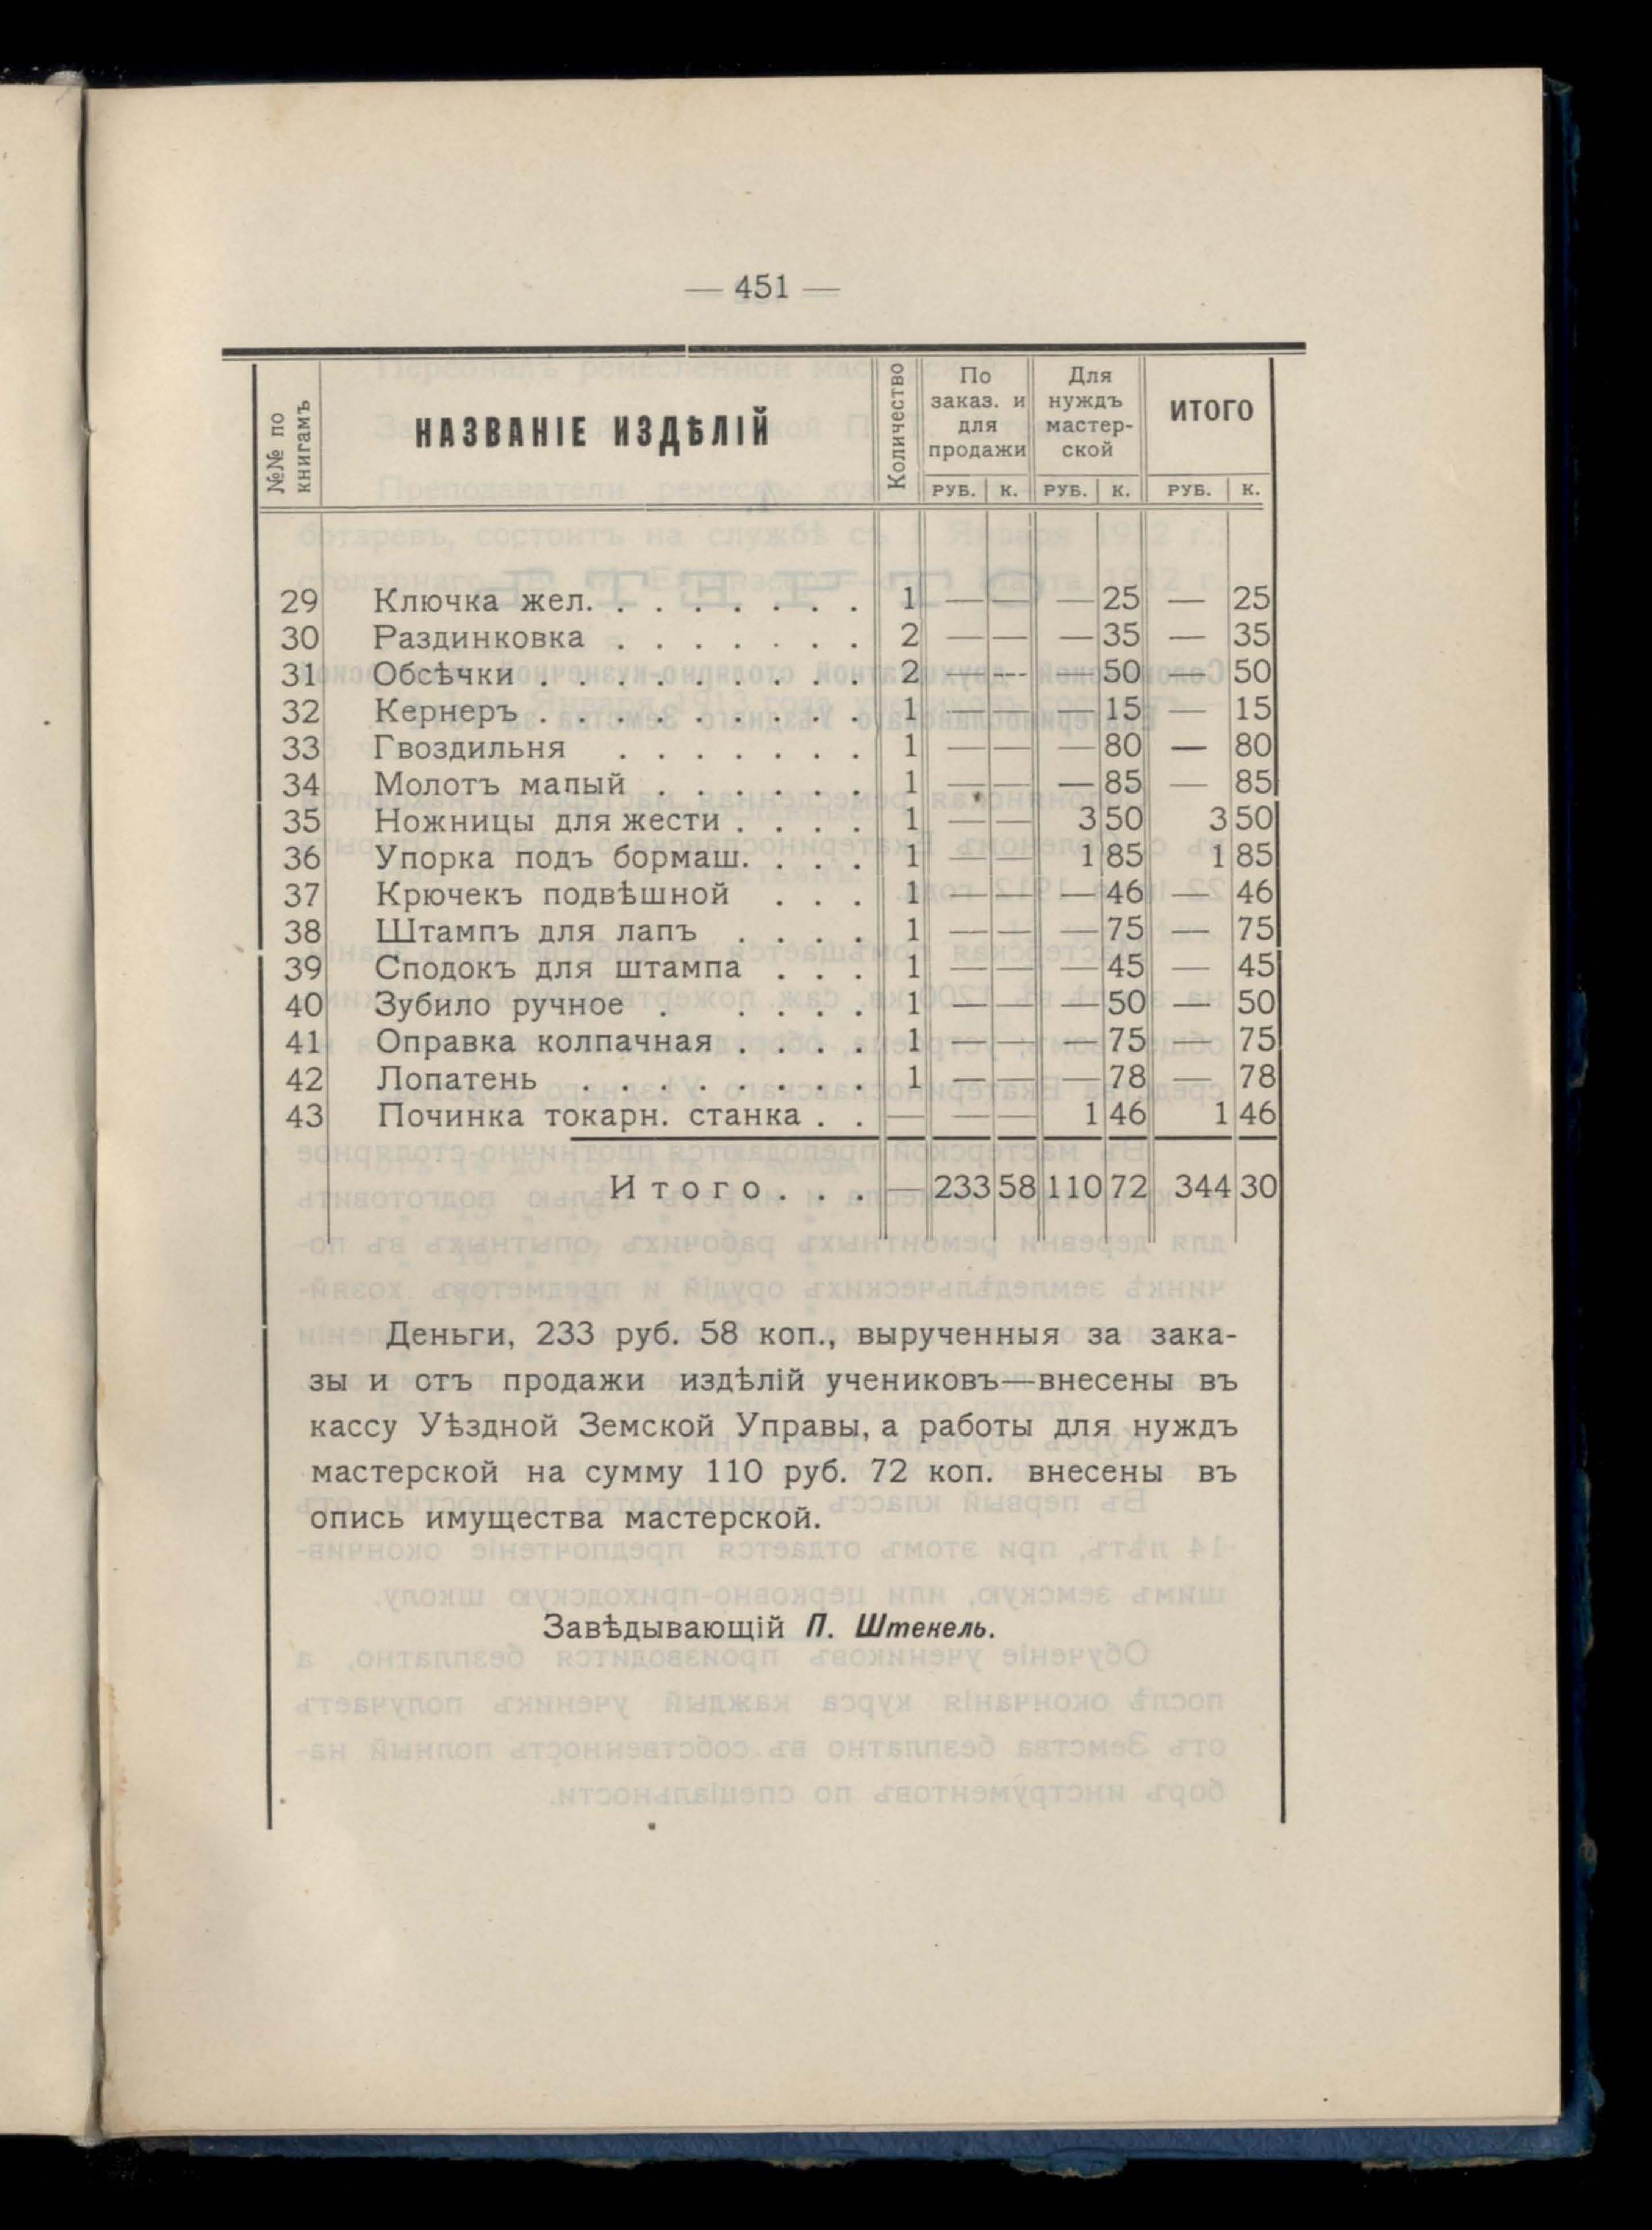 — 451 —
№№ по книгамъ
НАЗВАНІЕ ИЗДѢЛІЙ
Количество
По заказ. и для продажи
Для нуждъ мастер-ской
ИТОГО
РУБ. К. РУБ. К. РУБ. К.
29 Ключка жел. . . . . . . . 1 — — — 25 — 25
30 Раздинковка . . . . . . . 2 — — — 35 — 35
31 Обсѣчки . . . . . . . . . 2 — — — 50 — 50
32 Кернеръ . . . . . . . . . 1 — — — 15 — 15
33 Гвоздильня . . . . . . . 1 — — — 80 — 80
34 Молотъ малый . . . . . . 1 — — — 85 — 85
35 Ножницы для жести . . . . 1 — — 3 50 3 50
36 Упорка подъ бормаш. . . . 1 — — 1 85 1 85
37 Крючекъ подвѣшной . . . 1 — — — 46 — 46
38 Штампъ для лапъ . . . . 1 — — — 75 — 75
39 Сподокъ для штампа . . . 1 — — — 45 — 45
40 Зубило ручное . . . . . 1 — — — 50 — 50
41 Оправка колпачная . . . . 1 — — — 75 — 75
42 Лопатень . . . . . . . . 1 — — — 78 — 78
43 Починка токарн. станка . . — — — 1 46 1 46
Итого . . . — 233 58 110 72 344 30
Деньги, 233 руб. 58 коп., вырученныя за зака-
зы и отъ продажи издѣлій учениковъ—внесены въ
кассу Уѣздной Земской Управы, а работы для нуждъ
мастерской на сумму 110 руб. 72 коп. внесены въ
опись имущества мастерской.
Завѣдывающій П. Штекель.